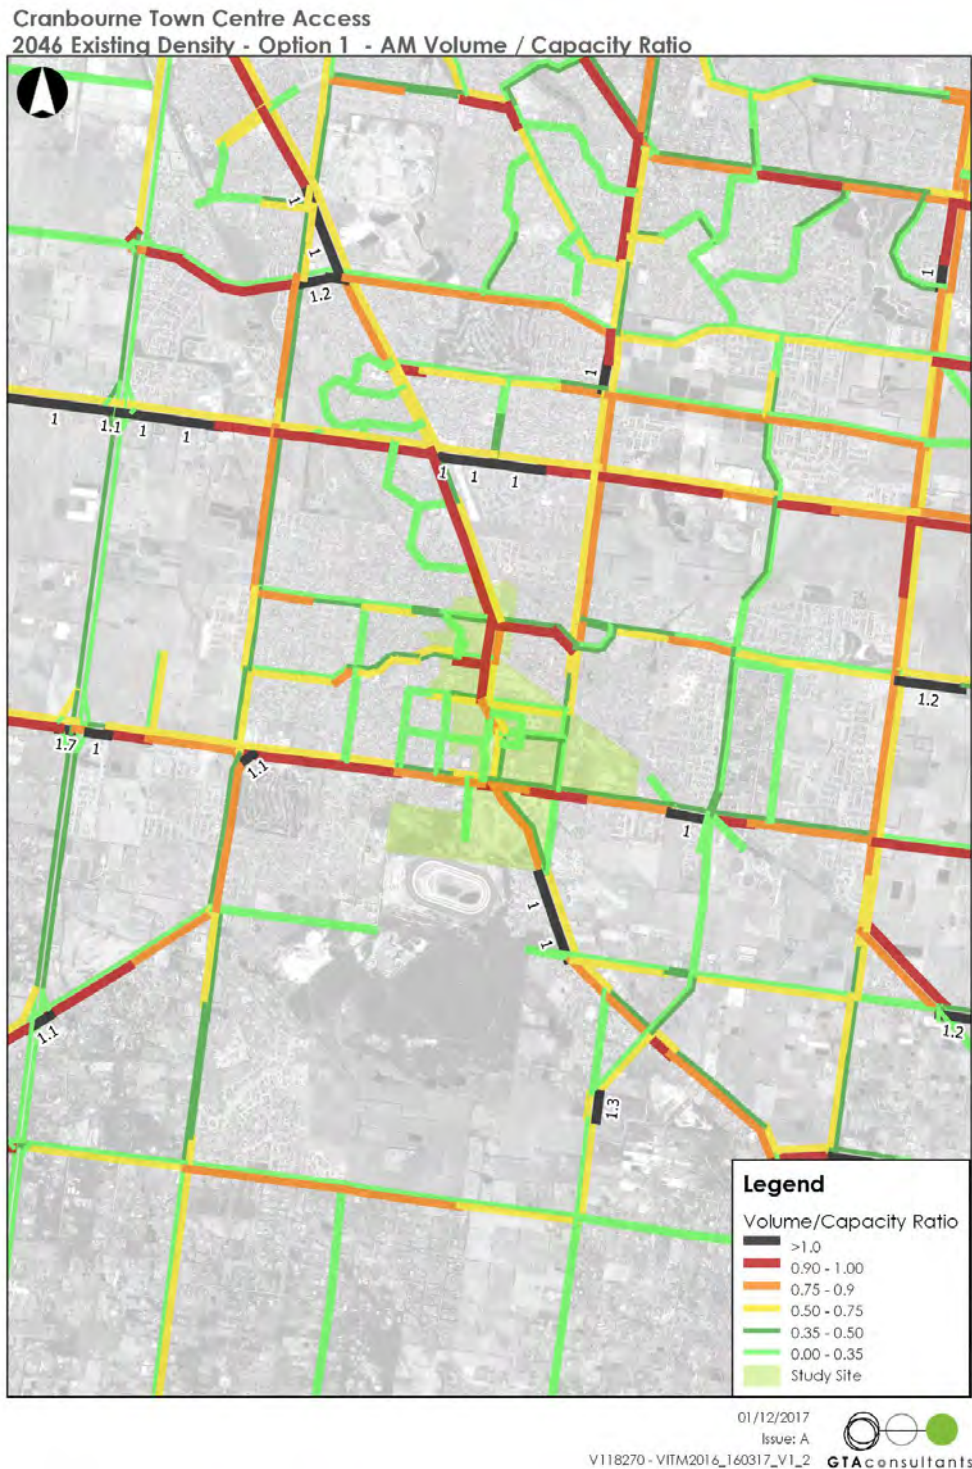 Cranbourne Town Centre Access
2046 Existing Density - Option 1 - AM Volume / Capacity Ratio
1
1
1.2
1
1
1
1.1
1
1
1
1
1
1.2
1.7
1
1.1
1
1
1
1.1
1.2
1.3
Legend
Volume/Capacity Ratio
>1.0
0.90 - 1.00
0.75 - 0.9
0.50 - 0.75
0.35 - 0.50
0.00 - 0.35
Study Site
01/12/2017
Issue: A
V118270 - VITM2016_160317_V1_2
GTAconsultants